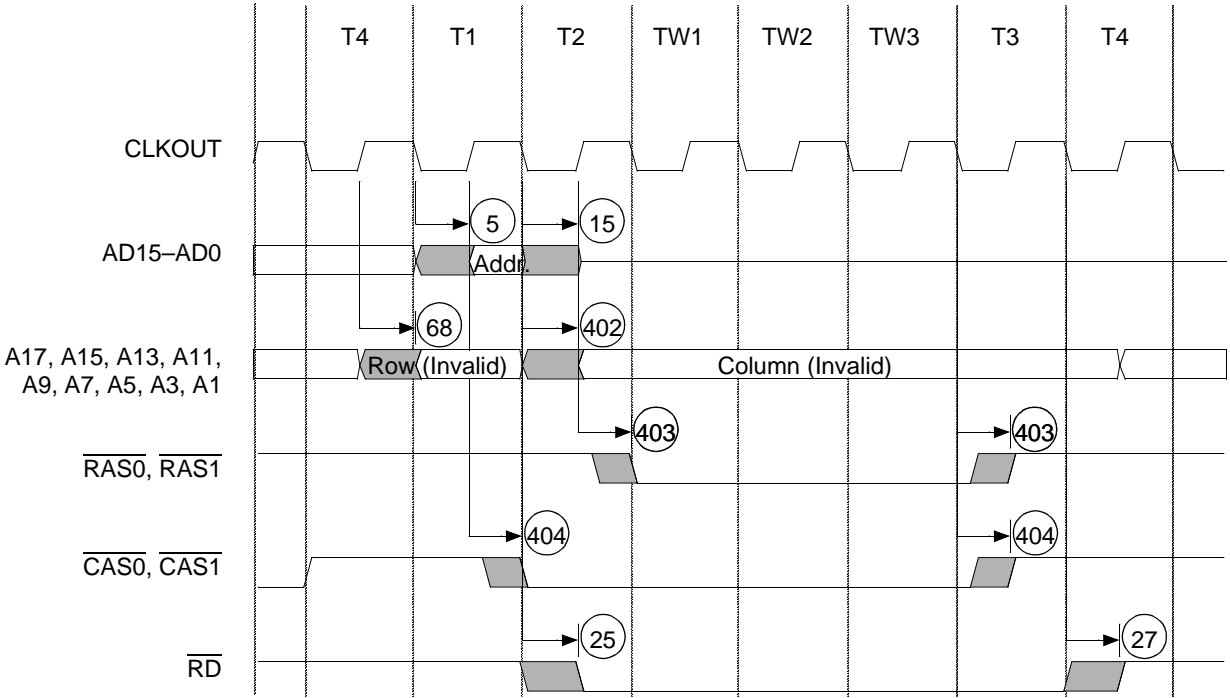 T4 T1 T2 TW1 TW2 TW3 T3 T4
CLKOUT
5 15
AD15–AD0 Addr.
68 402
A17, A15, A13, A11,
A9, A7, A5, A3, A1
Row (Invalid) Column (Invalid)
403 403
RAS0, RAS1
404 404
CAS0, CAS1
25 27
RD